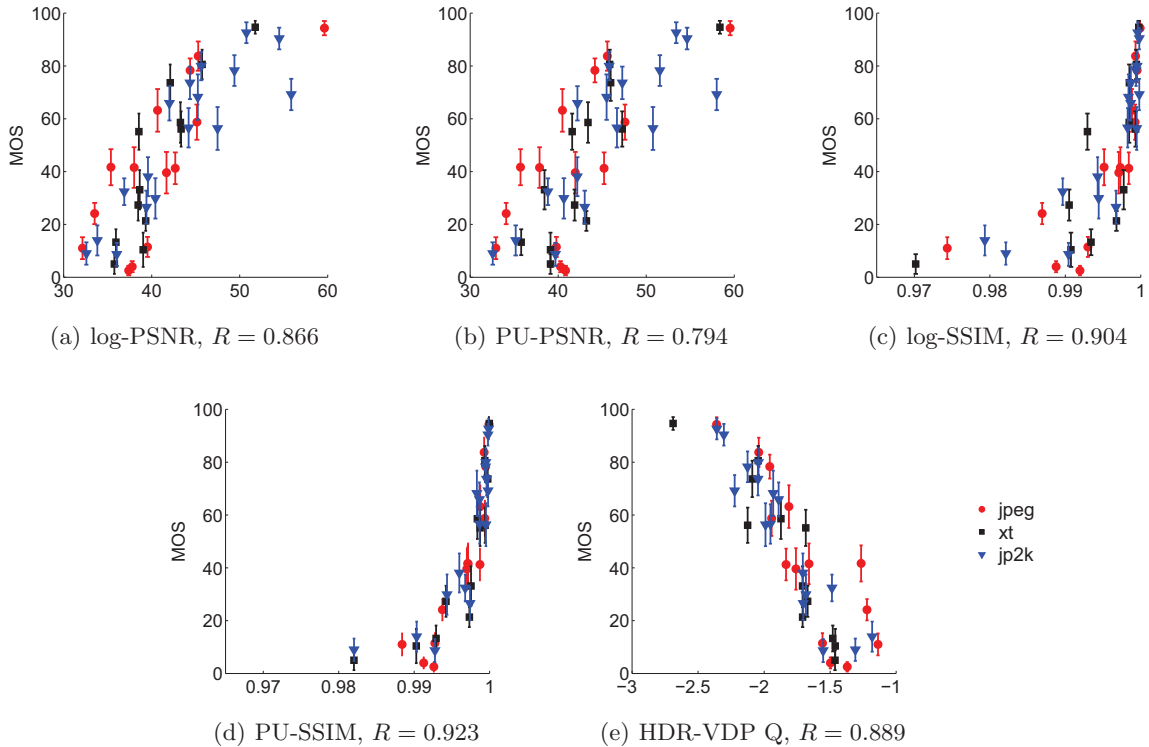 100
80
60
40
20
0
MOS
30 40 50 60
(a) log-PSNR, R = 0.866
100
80
60
40
20
0
MOS
30 40 50 60
(b) PU-PSNR, R = 0.794
100
80
60
40
20
0
MOS
0.97 0.98 0.99 1
(c) log-SSIM, R = 0.904
100
80
60
40
20
0
MOS
0.97 0.98 0.99 1
(d) PU-SSIM, R = 0.923
100
80
60
40
20
0
MOS
−3 −2.5 −2 −1.5 −1
(e) HDR-VDP Q, R = 0.889
jpeg
xt
jp2k